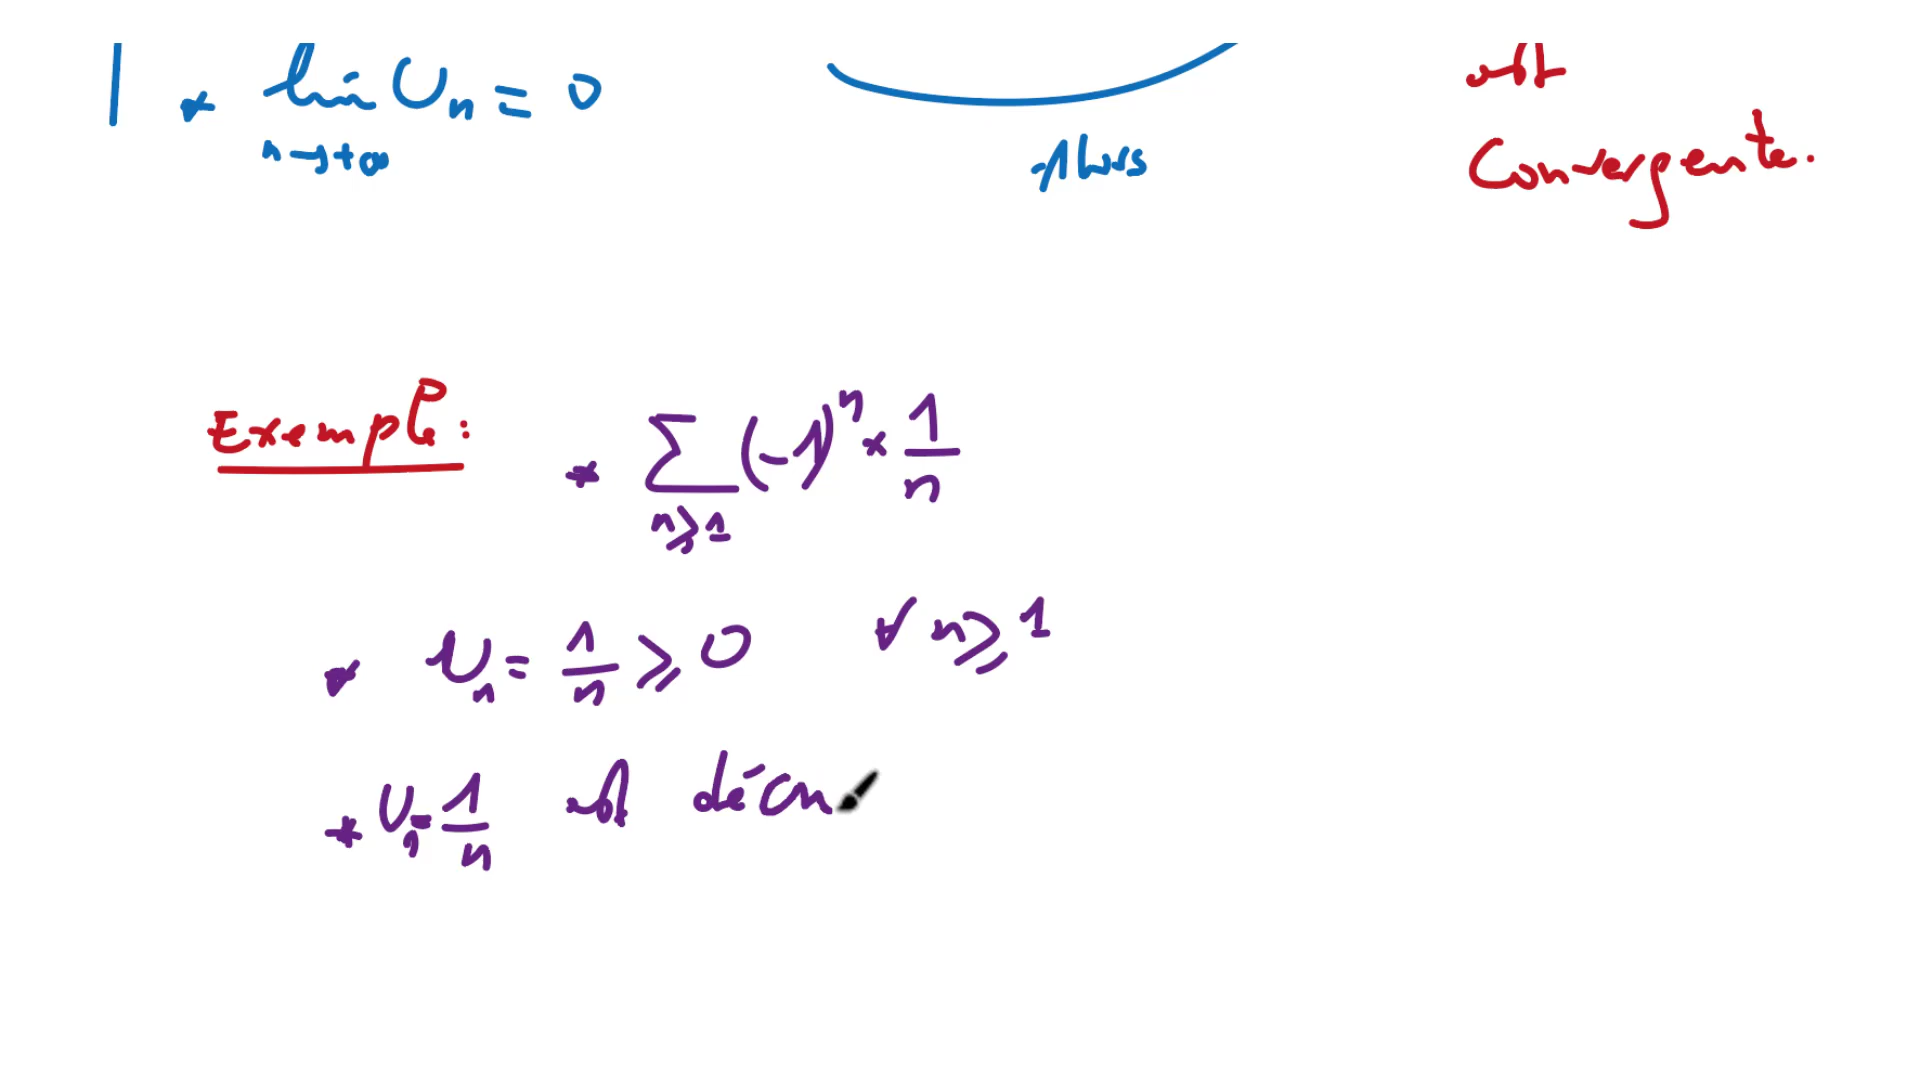 * lim Un = 0
n→+∞
Alors
est
Convergente.
Exemple :
* ∑ (-1)ⁿ × 1/n
n⩾1
* Un = 1/n ⩾ 0 ∀ n ⩾ 1
* Un = 1/n est décr